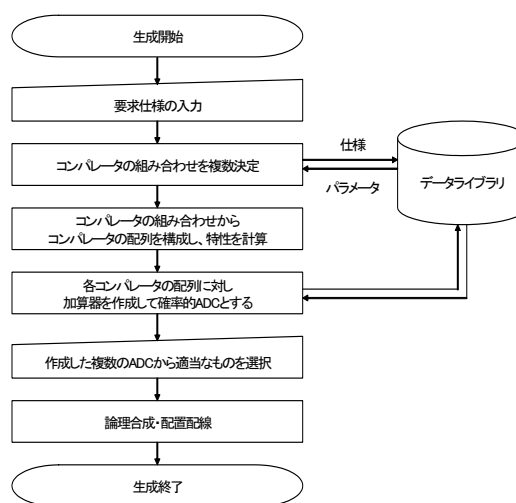 生成開始
要求仕様の入力
コンパレータの組み合わせを複数決定
仕様
パラメータ
データライブラリ
コンパレータの組み合わせから
コンパレータの配列を構成し、特性を計算
各コンパレータの配列に対し
加算器を作成して確率的ADCとする
作成した複数のADCから適当なものを選択
論理合成・配置配線
生成終了